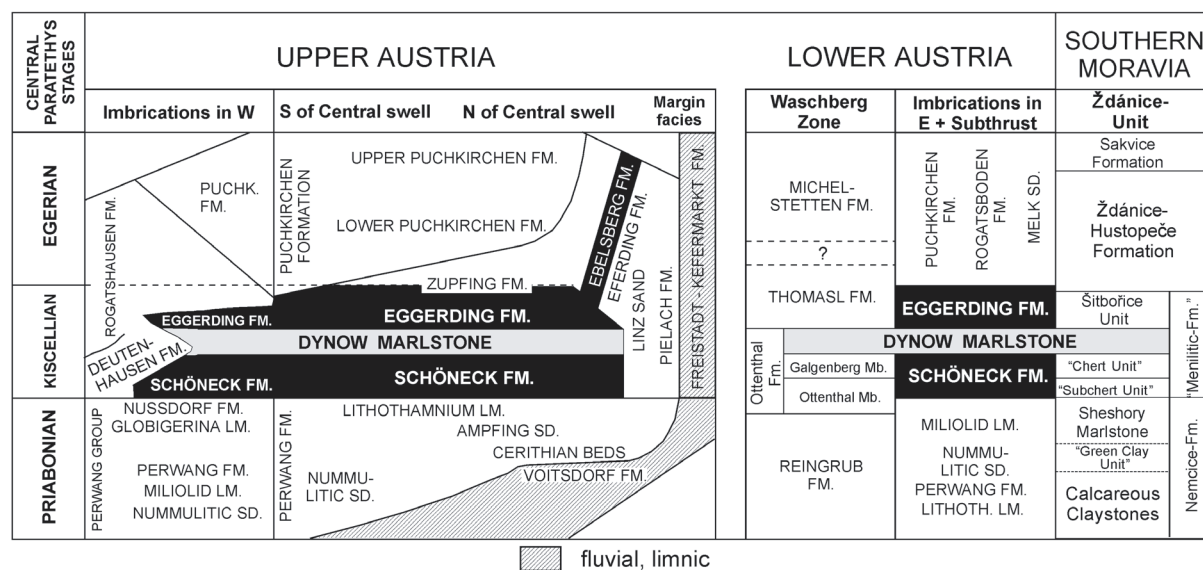 CENTRAL
PARATETHYS
STAGES
UPPER AUSTRIA
LOWER AUSTRIA
SOUTHERN
MORAVIA
Imbrications in W
S of Central swell
N of Central swell
Margin
facies
Waschberg
Zone
Imbrications in
E + Subthrust
Ždánice-
Unit
EGERIAN
KISCELLIAN
PRIABONIAN
ROGATSHAUSEN FM.
PUCHK.
FM.
PUCHKIRCHEN
FORMATION
UPPER PUCHKIRCHEN FM.
LOWER PUCHKIRCHEN FM.
ZUPFING FM.
EBELSBERG FM.
EFERDING FM.
LINZ SAND
PIELACH FM.
FREISTADT - KEFERMARKT FM.
DEUTEN-
HAUSEN FM.
EGGERDING FM.
EGGERDING FM.
DYNOW MARLSTONE
SCHÖNECK FM.
SCHÖNECK FM.
PERWANG GROUP
NUSSDORF FM.
GLOBIGERINA LM.
PERWANG FM.
MILIOLID LM.
NUMMULITIC SD.
PERWANG FM.
LITHOTHAMNIUM LM.
AMPFING SD.
CERITHIAN BEDS
NUMMU-
LITIC SD.
VOITSDORF FM.
MICHEL-
STETTEN FM.
?
THOMASL FM.
PUCHKIRCHEN
FM.
ROGATSBODEN
FM.
MELK SD.
EGGERDING FM.
DYNOW MARLSTONE
Ottenthal
Fm.
Galgenberg Mb.
Ottenthal Mb.
SCHÖNECK FM.
REINGRUB
FM.
MILIOLID LM.
NUMMU-
LITIC SD.
PERWANG FM.
LITHOTH. LM.
Sakvice
Formation
Ždánice-
Hustopeče
Formation
Šitbořice
Unit
"Chert Unit"
"Subchert Unit"
"Menilitic-Fm."
Sheshory
Marlstone
"Green Clay
Unit"
Calcareous
Claystones
Nemcice-Fm.
fluvial, limnic